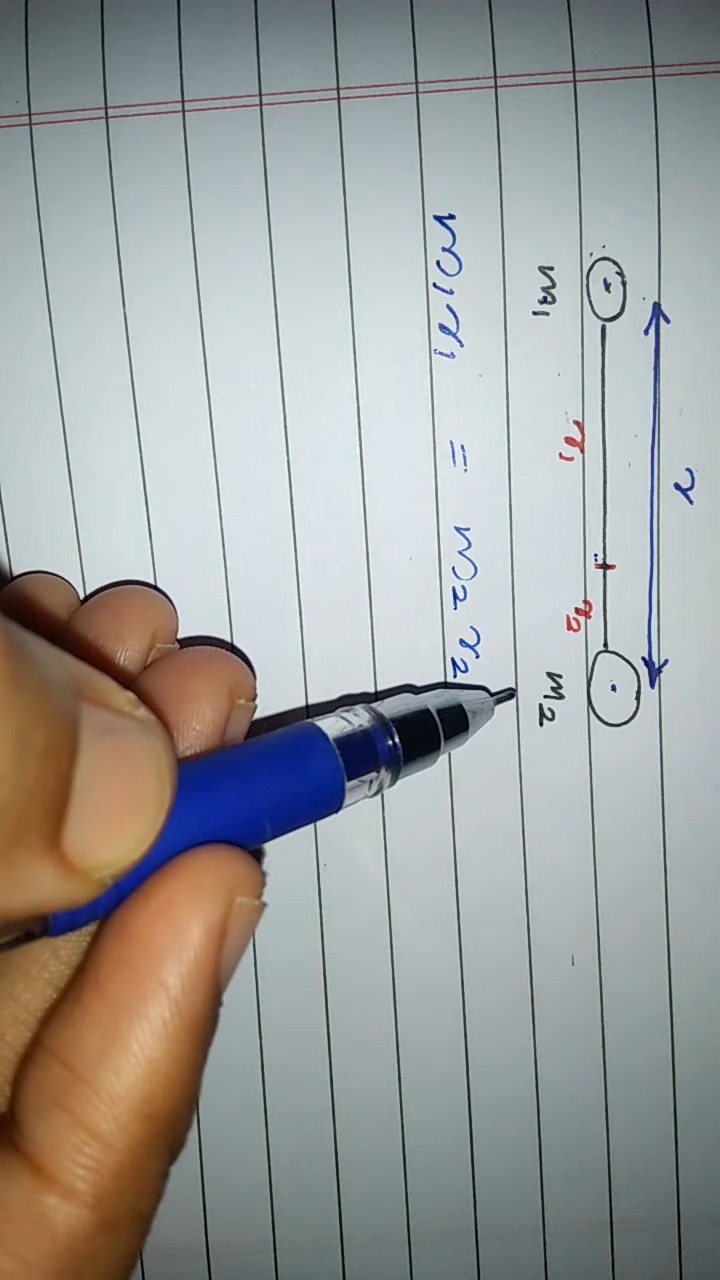 r
r₁ r₂
m₁ m₂
m₁r₁ = m₂r₂